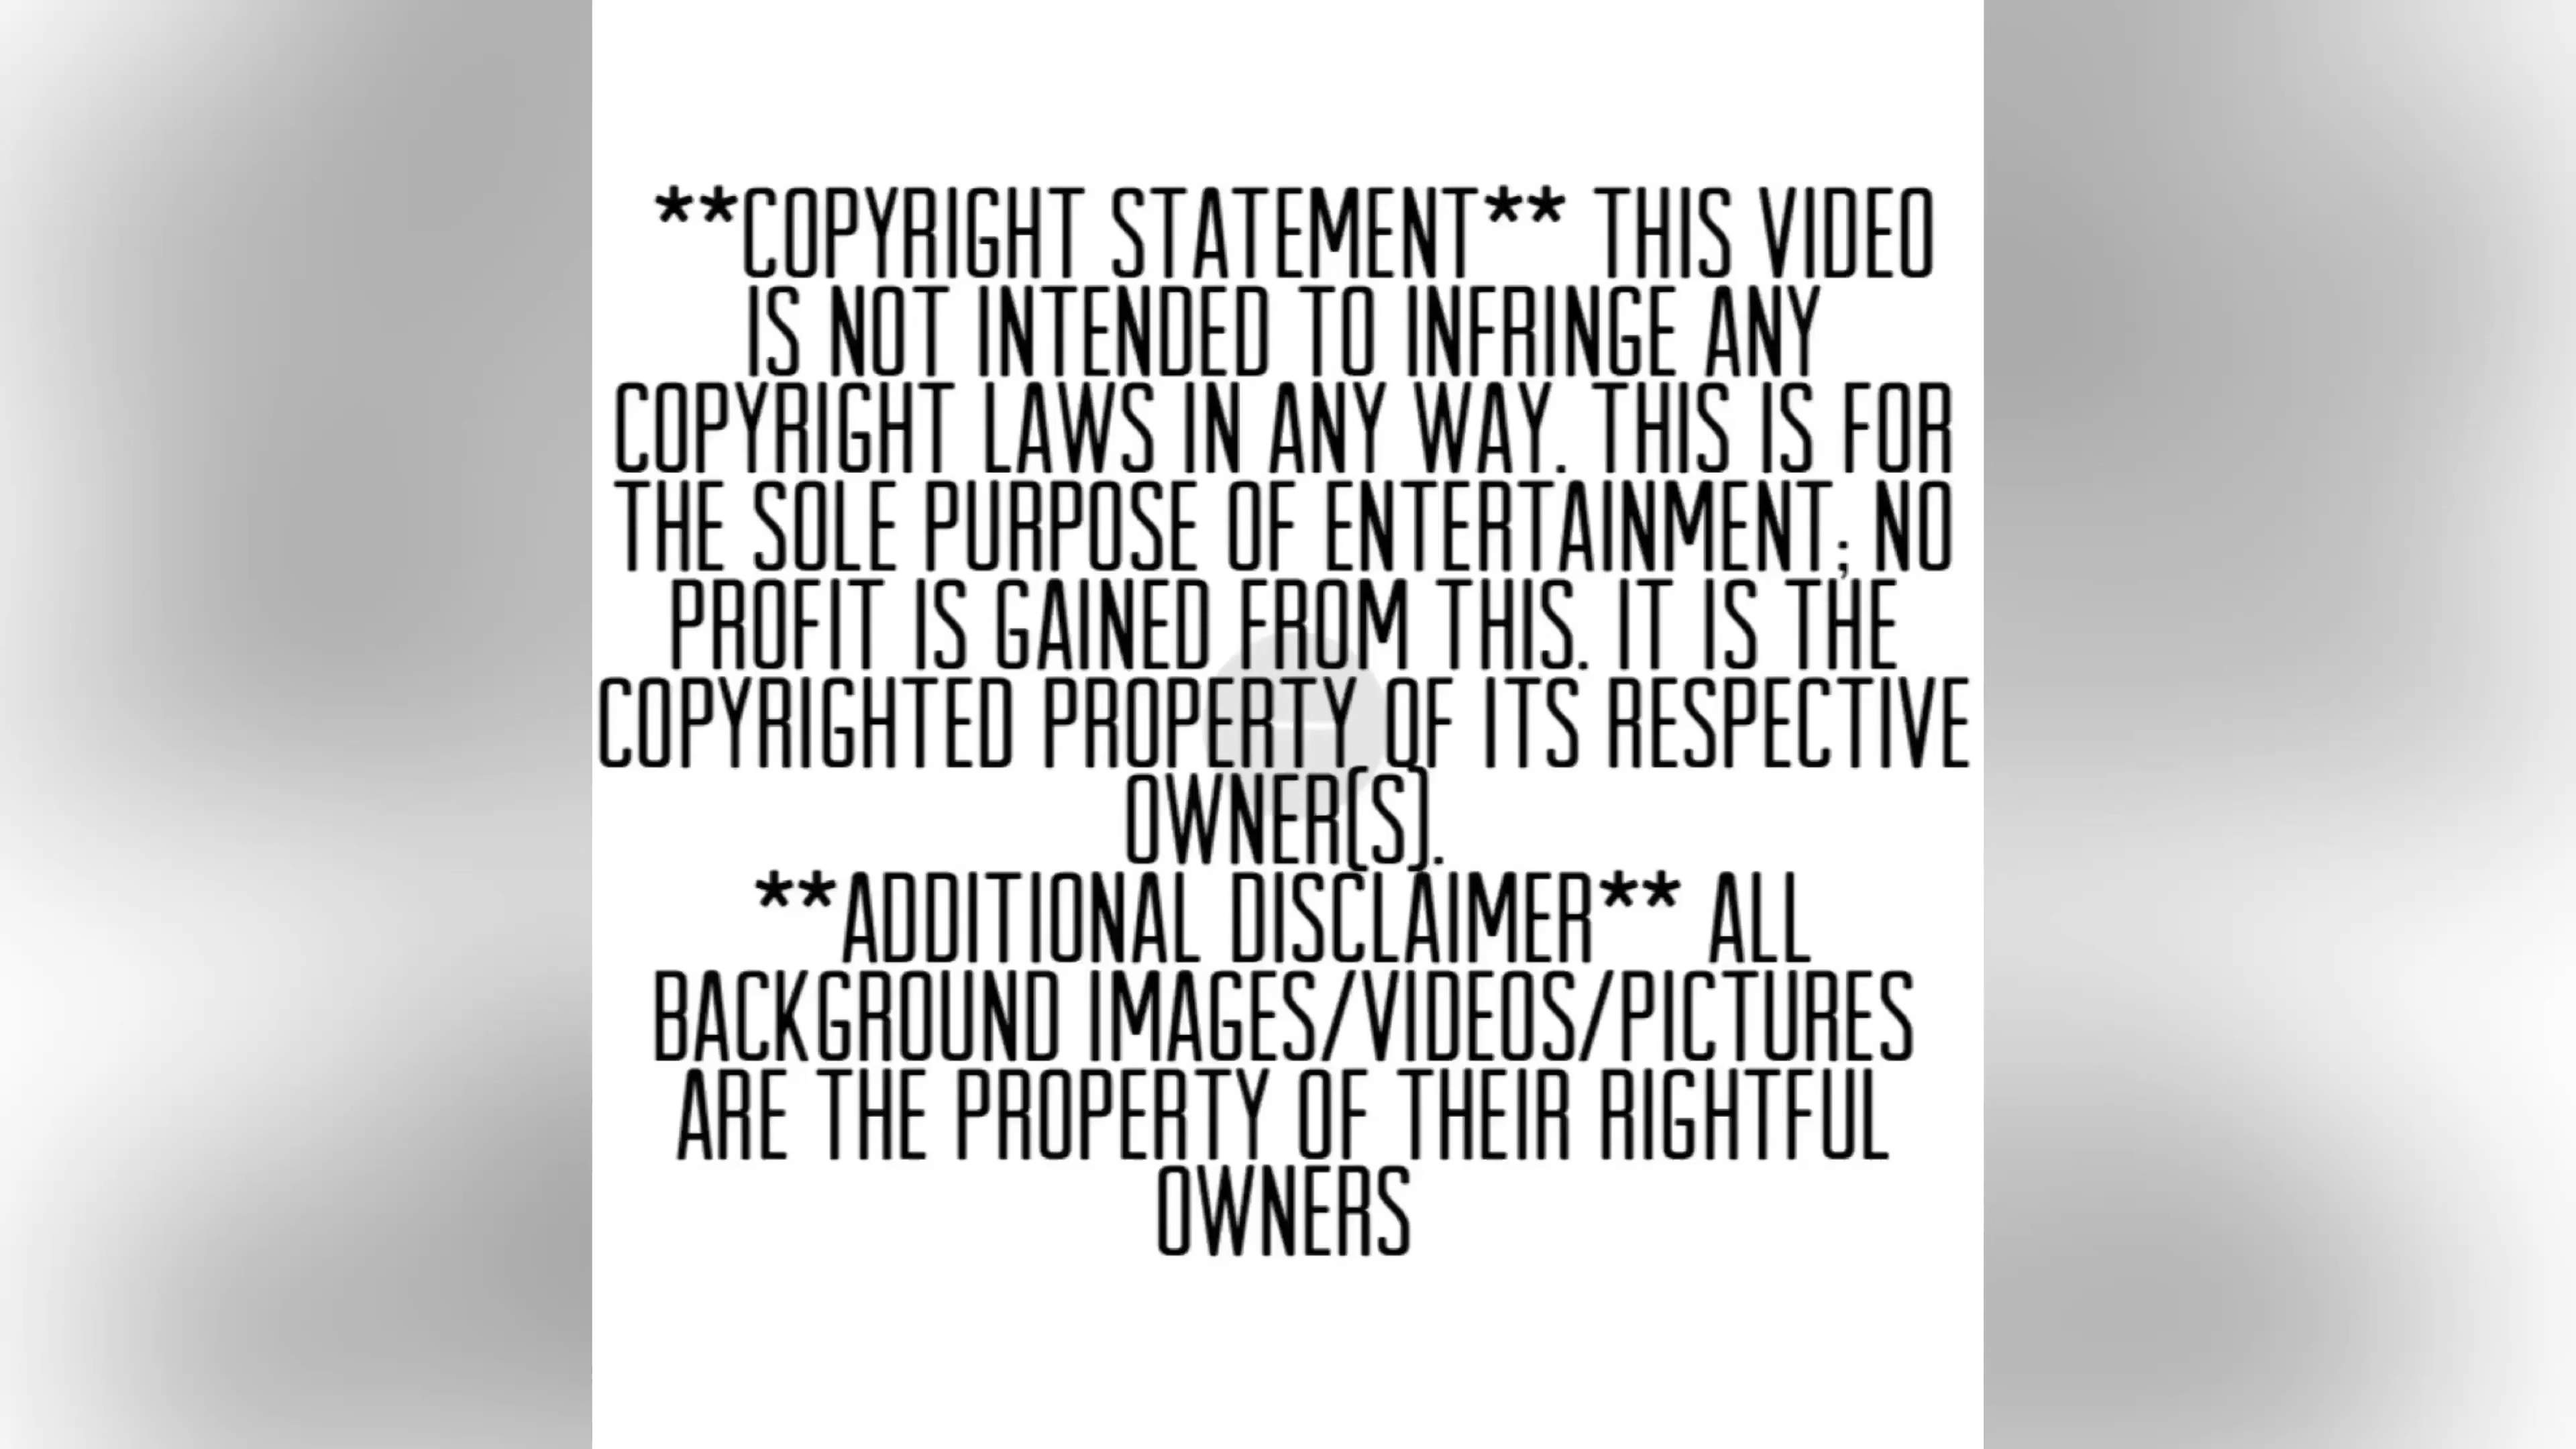 **COPYRIGHT STATEMENT** THIS VIDEO
IS NOT INTENDED TO INFRINGE ANY
COPYRIGHT LAWS IN ANY WAY. THIS IS FOR
THE SOLE PURPOSE OF ENTERTAINMENT; NO
PROFIT IS GAINED FROM THIS. IT IS THE
COPYRIGHTED PROPERTY OF ITS RESPECTIVE
OWNER(S).
**ADDITIONAL DISCLAIMER** ALL
BACKGROUND IMAGES/VIDEOS/PICTURES
ARE THE PROPERTY OF THEIR RIGHTFUL
OWNERS